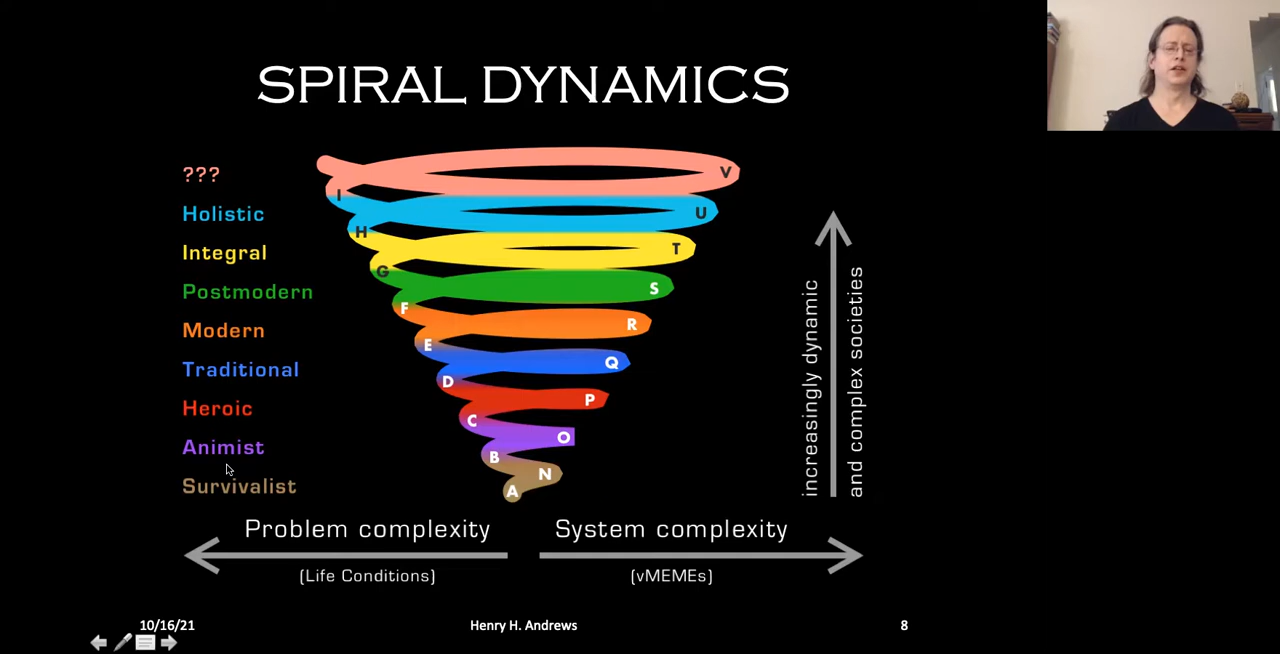 SPIRAL DYNAMICS
???
Holistic
Integral
Postmodern
Modern
Traditional
Heroic
Animist
Survivalist
V
I
U
H
T
G
S
F
R
E
Q
D
P
C
O
B
N
A
increasingly dynamic
and complex societies
Problem complexity
(Life Conditions)
System complexity
(vMEMEs)
10/16/21
Henry H. Andrews
8